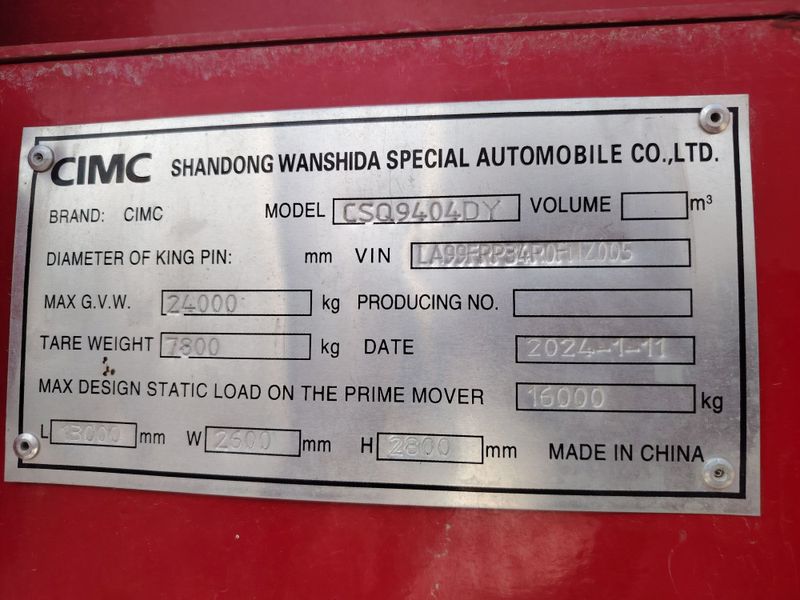 CIMC SHANDONG WANSHIDA SPECIAL AUTOMOBILE CO.,LTD.
BRAND: CIMC MODEL CSQ9404DY VOLUME m³
DIAMETER OF KING PIN: mm VIN
MAX G.V.W. 24000 kg PRODUCING NO.
TARE WEIGHT 7800 kg DATE 2024-1-11
MAX DESIGN STATIC LOAD ON THE PRIME MOVER 16000 kg
L 13000 mm W 2600 mm H 2800 mm MADE IN CHINA